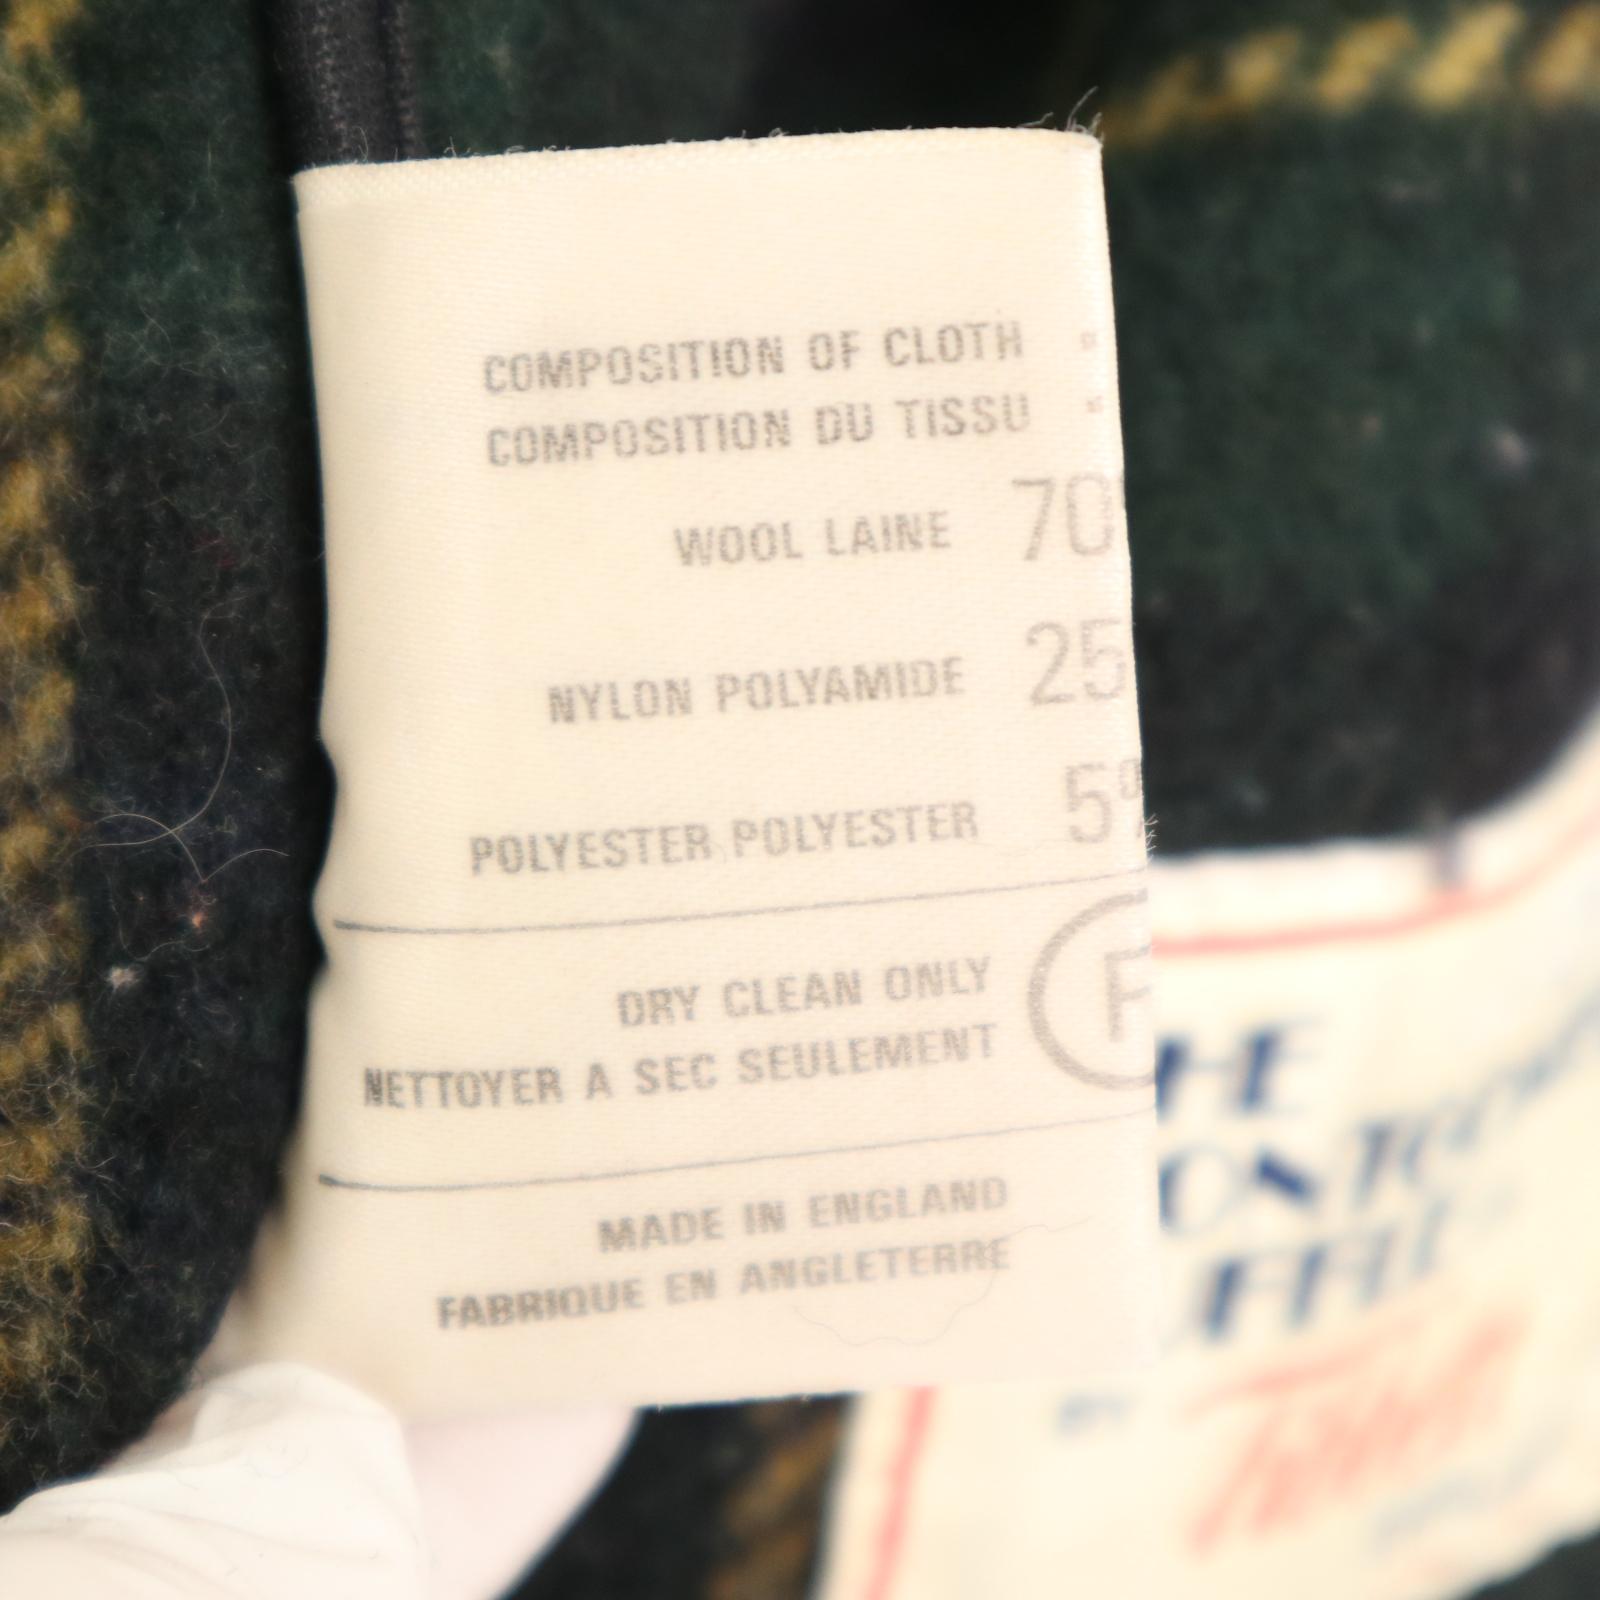 COMPOSITION OF CLOTH :
COMPOSITION DU TISSU :
WOOL LAINE 70
NYLON POLYAMIDE 25
POLYESTER POLYESTER 5%
DRY CLEAN ONLY
NETTOYER A SEC SEULEMENT
MADE IN ENGLAND
FABRIQUE EN ANGLETERRE
BY